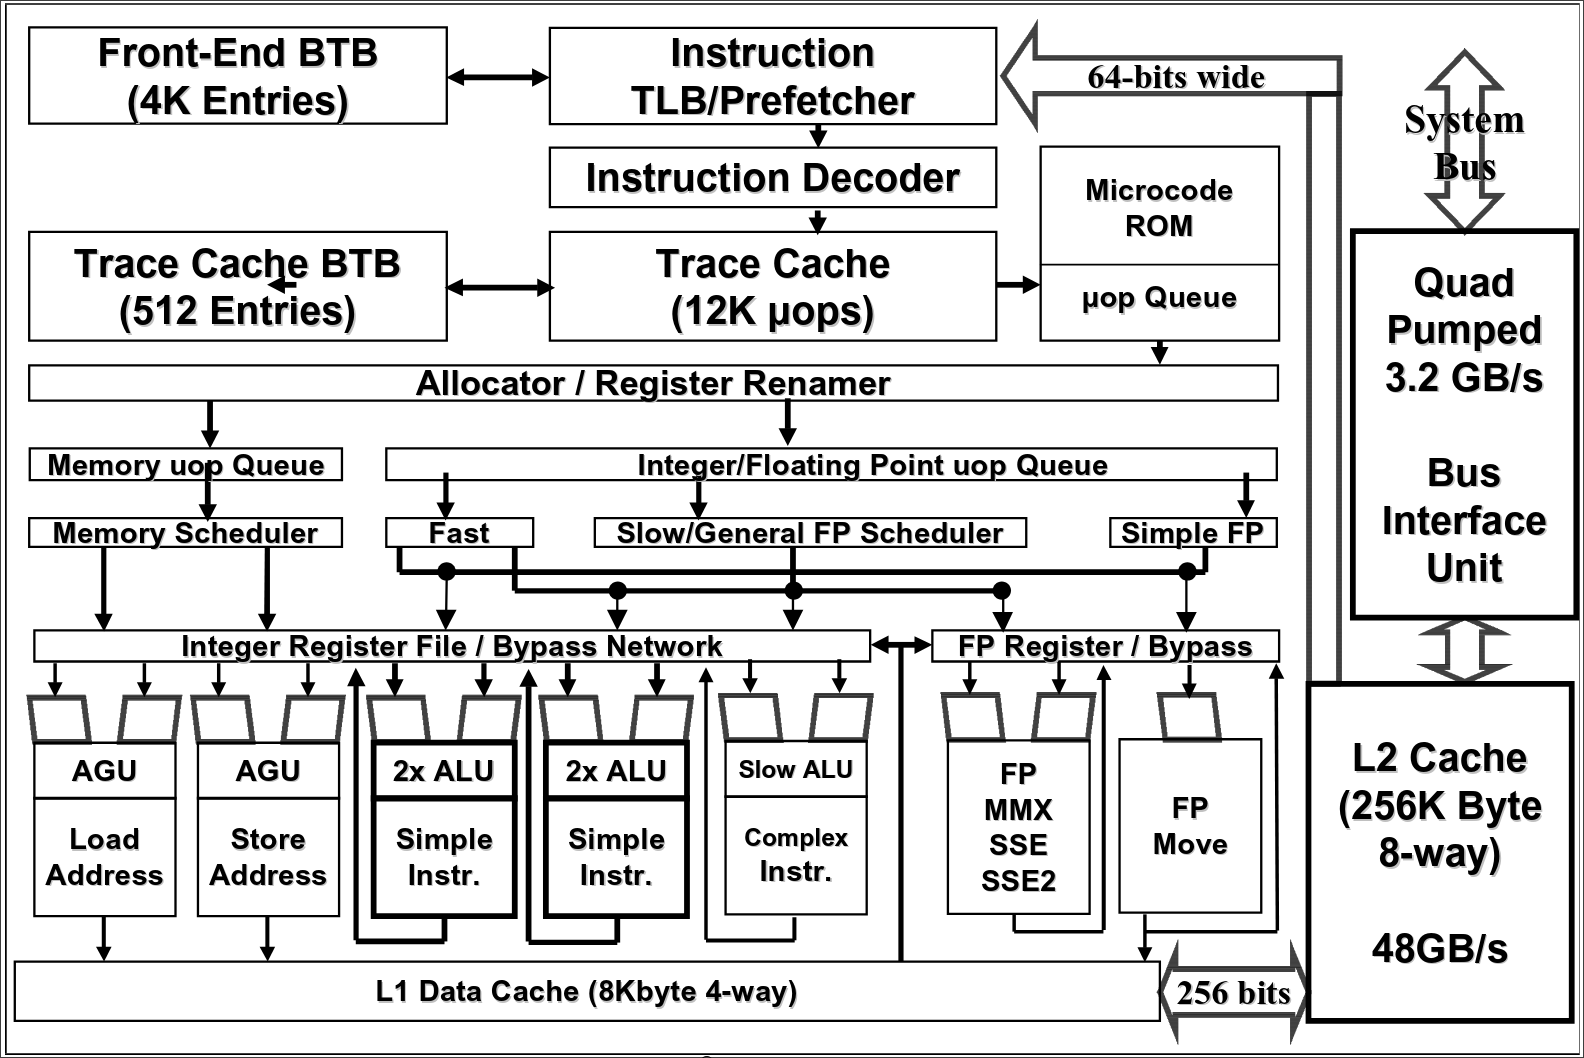 Front-End BTB
(4K Entries)
Instruction
TLB/Prefetcher
64-bits wide
System
Bus
Instruction Decoder
Microcode
ROM
Trace Cache BTB
(512 Entries)
Trace Cache
(12K µops)
µop Queue
Quad
Pumped
3.2 GB/s
Bus
Interface
Unit
Allocator / Register Renamer
Memory uop Queue
Integer/Floating Point uop Queue
Memory Scheduler
Fast
Slow/General FP Scheduler
Simple FP
Integer Register File / Bypass Network
FP Register / Bypass
AGU
Load
Address
AGU
Store
Address
2x ALU
Simple
Instr.
2x ALU
Simple
Instr.
Slow ALU
Complex
Instr.
FP
MMX
SSE
SSE2
FP
Move
L2 Cache
(256K Byte
8-way)
48GB/s
L1 Data Cache (8Kbyte 4-way)
256 bits